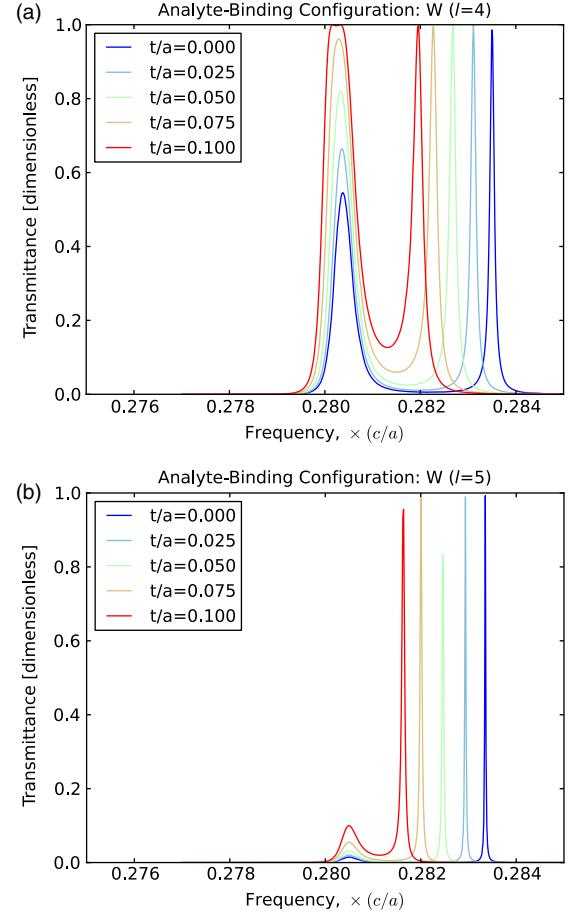 (a)
Analyte-Binding Configuration: W (l=4)
1.0
0.8
0.6
0.4
0.2
0.0
Transmittance [dimensionless]
t/a=0.000
t/a=0.025
t/a=0.050
t/a=0.075
t/a=0.100
0.276 0.278 0.280 0.282 0.284
Frequency, × (c/a)
(b)
Analyte-Binding Configuration: W (l=5)
1.0
0.8
0.6
0.4
0.2
0.0
Transmittance [dimensionless]
t/a=0.000
t/a=0.025
t/a=0.050
t/a=0.075
t/a=0.100
0.276 0.278 0.280 0.282 0.284
Frequency, × (c/a)